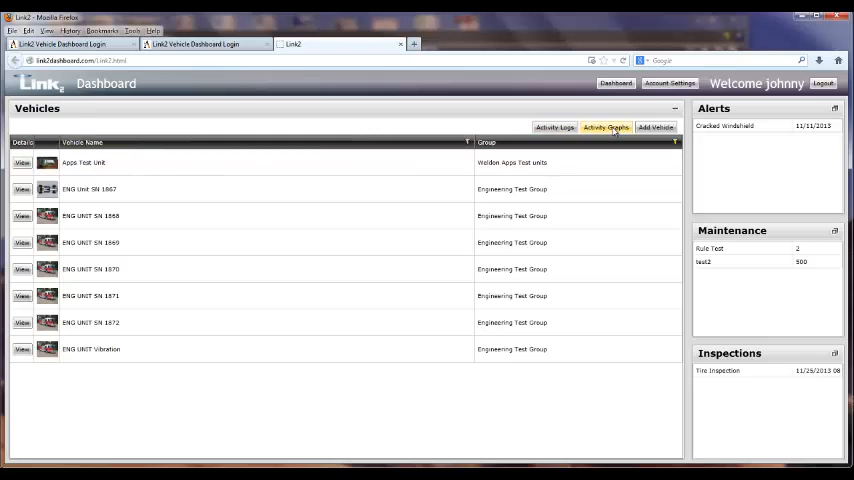 Link2 - Mozilla Firefox
File Edit View History Bookmarks Tools Help
Link2 Vehicle Dashboard Login
Link2 Vehicle Dashboard Login
Link2
link2dashboard.com/Link2.html
Google
Link2 Dashboard
Dashboard
Account Settings
Welcome johnny
Logout
Vehicles
Activity Logs
Activity Graphs
Add Vehicle
Details Vehicle Name Group
View Apps Test Unit Weldon Apps Test units
View ENG Unit SN 1867 Engineering Test Group
View ENG UNIT SN 1868 Engineering Test Group
View ENG UNIT SN 1869 Engineering Test Group
View ENG UNIT SN 1870 Engineering Test Group
View ENG UNIT SN 1871 Engineering Test Group
View ENG UNIT SN 1872 Engineering Test Group
View ENG UNIT Vibration Engineering Test Group
Alerts
Cracked Windshield 11/11/2013
Maintenance
Rule Test 2
test2 500
Inspections
Tire Inspection 11/25/2013 08